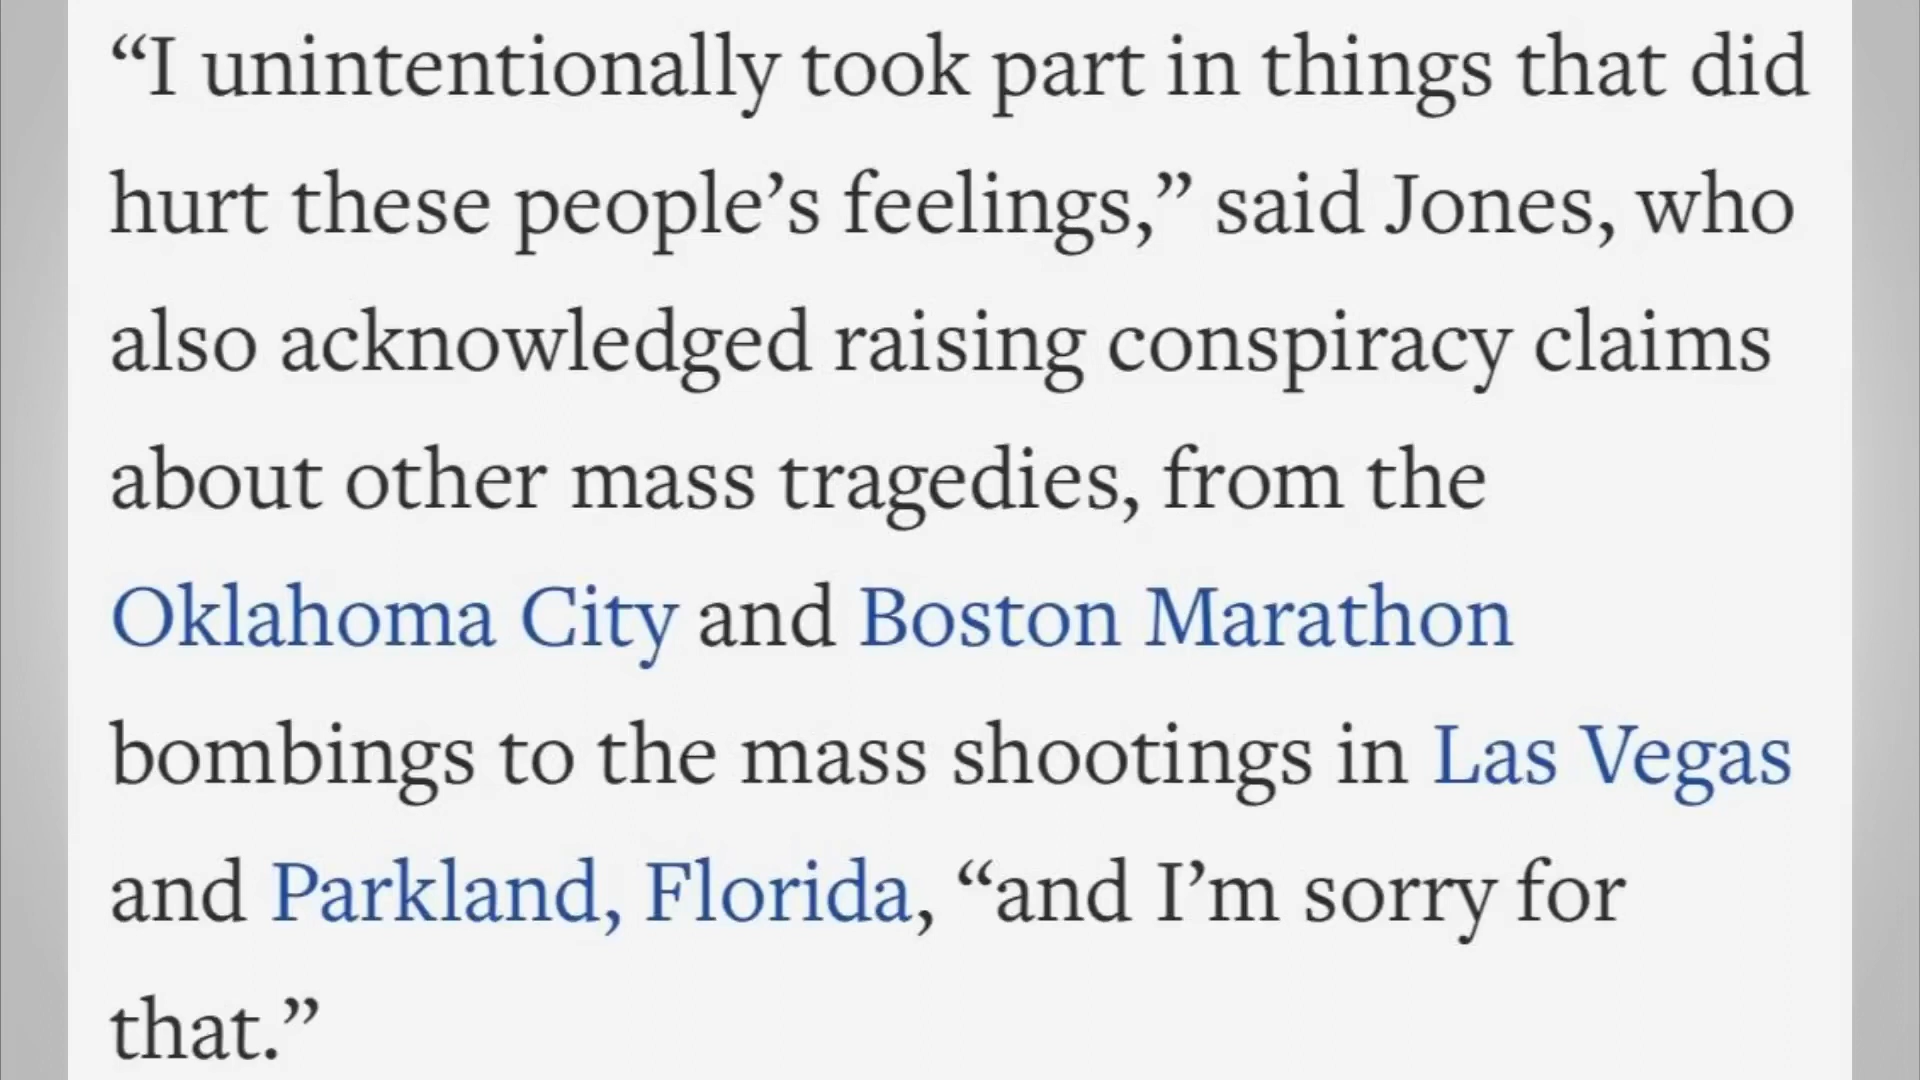 “I unintentionally took part in things that did
hurt these people’s feelings,” said Jones, who
also acknowledged raising conspiracy claims
about other mass tragedies, from the
Oklahoma City and Boston Marathon
bombings to the mass shootings in Las Vegas
and Parkland, Florida, “and I’m sorry for
that.”